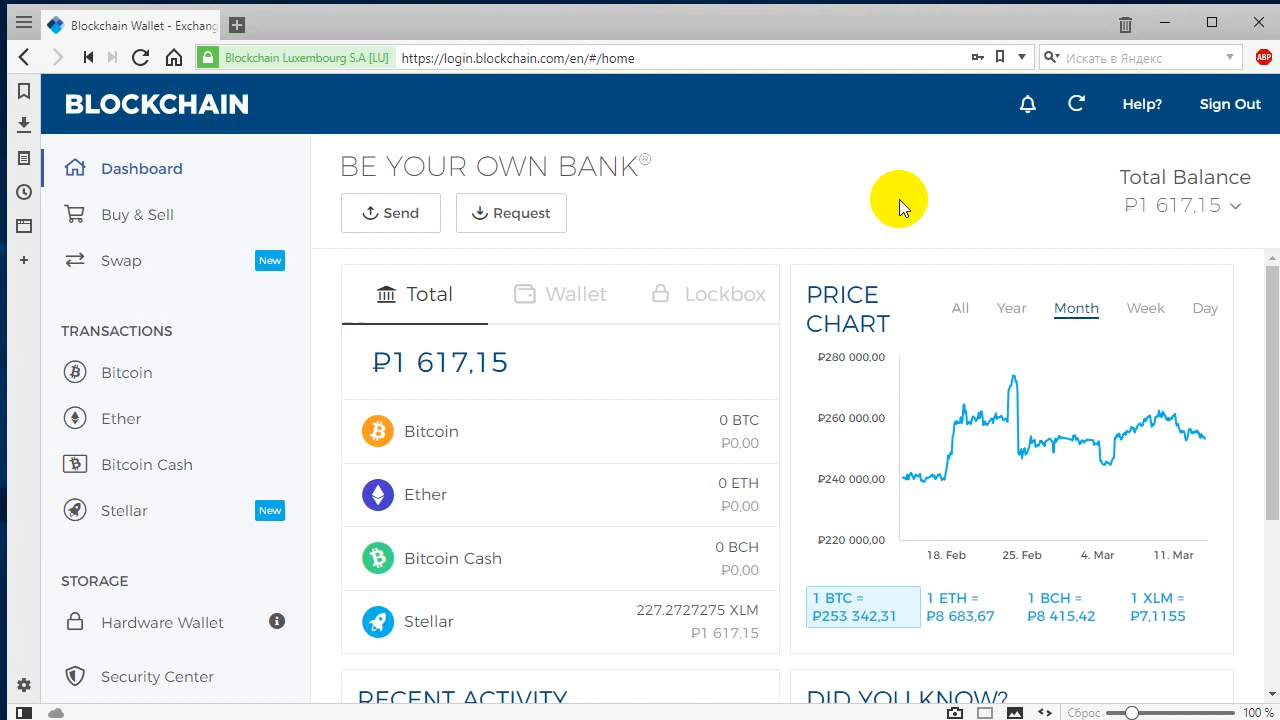 Blockchain Wallet - Exchang
Blockchain Luxembourg S.A [LU]
https://login.blockchain.com/en/#/home
Искать в Яндекс
ABP
BLOCKCHAIN
Help?
Sign Out
Dashboard
Buy & Sell
Swap
New
TRANSACTIONS
Bitcoin
Ether
Bitcoin Cash
Stellar
New
STORAGE
Hardware Wallet
Security Center
BE YOUR OWN BANK®
Send
Request
Total Balance
₽1 617,15
Total
Wallet
Lockbox
₽1 617,15
Bitcoin
0 BTC
₽0,00
Ether
0 ETH
₽0,00
Bitcoin Cash
0 BCH
₽0,00
Stellar
227.2727275 XLM
₽1 617,15
PRICE
CHART
All
Year
Month
Week
Day
₽280 000,00
₽260 000,00
₽240 000,00
₽220 000,00
18. Feb
25. Feb
4. Mar
11. Mar
1 BTC =
₽253 342,31
1 ETH =
₽8 683,67
1 BCH =
₽8 415,42
1 XLM =
₽7,1155
RECENT ACTIVITY
DID YOU KNOW?
Сброс
100 %